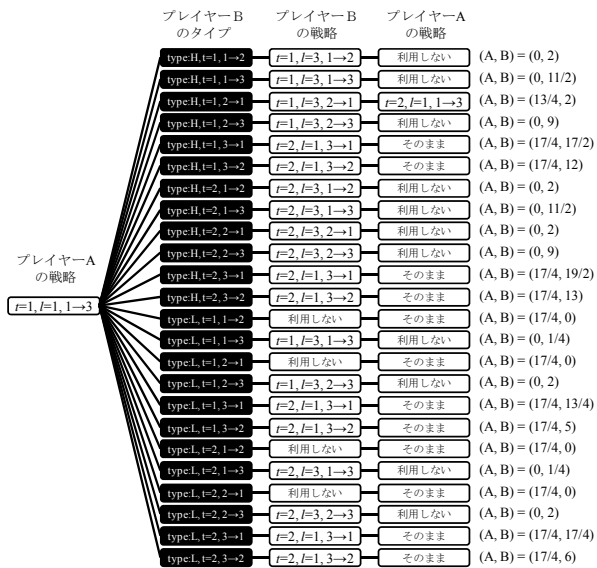 プレイヤーB
のタイプ
プレイヤーB
の戦略
プレイヤーA
の戦略
type:H, t=1, 1→2 t=1, l=3, 1→2 利用しない (A, B) = (0, 2)
type:H, t=1, 1→3 t=1, l=3, 1→3 利用しない (A, B) = (0, 11/2)
type:H, t=1, 2→1 t=1, l=3, 2→1 t=2, l=1, 1→3 (A, B) = (13/4, 2)
type:H, t=1, 2→3 t=1, l=3, 2→3 利用しない (A, B) = (0, 9)
type:H, t=1, 3→1 t=2, l=1, 3→1 そのまま (A, B) = (17/4, 17/2)
type:H, t=1, 3→2 t=2, l=1, 3→2 そのまま (A, B) = (17/4, 12)
type:H, t=2, 1→2 t=2, l=3, 1→2 利用しない (A, B) = (0, 2)
type:H, t=2, 1→3 t=2, l=3, 1→3 利用しない (A, B) = (0, 11/2)
type:H, t=2, 2→1 t=2, l=3, 2→1 利用しない (A, B) = (0, 2)
type:H, t=2, 2→3 t=2, l=3, 2→3 利用しない (A, B) = (0, 9)
type:H, t=2, 3→1 t=2, l=1, 3→1 そのまま (A, B) = (17/4, 19/2)
プレイヤーA
の戦略
t=1, l=1, 1→3
type:H, t=2, 3→2 t=2, l=1, 3→2 そのまま (A, B) = (17/4, 13)
type:L, t=1, 1→2 利用しない そのまま (A, B) = (17/4, 0)
type:L, t=1, 1→3 t=1, l=3, 1→3 利用しない (A, B) = (0, 1/4)
type:L, t=1, 2→1 利用しない そのまま (A, B) = (17/4, 0)
type:L, t=1, 2→3 t=1, l=3, 2→3 利用しない (A, B) = (0, 2)
type:L, t=1, 3→1 t=2, l=1, 3→1 そのまま (A, B) = (17/4, 13/4)
type:L, t=1, 3→2 t=2, l=1, 3→2 そのまま (A, B) = (17/4, 5)
type:L, t=2, 1→2 利用しない そのまま (A, B) = (17/4, 0)
type:L, t=2, 1→3 t=2, l=3, 1→3 利用しない (A, B) = (0, 1/4)
type:L, t=2, 2→1 利用しない そのまま (A, B) = (17/4, 0)
type:L, t=2, 2→3 t=2, l=3, 2→3 利用しない (A, B) = (0, 2)
type:L, t=2, 3→1 t=2, l=1, 3→1 そのまま (A, B) = (17/4, 17/4)
type:L, t=2, 3→2 t=2, l=1, 3→2 そのまま (A, B) = (17/4, 6)